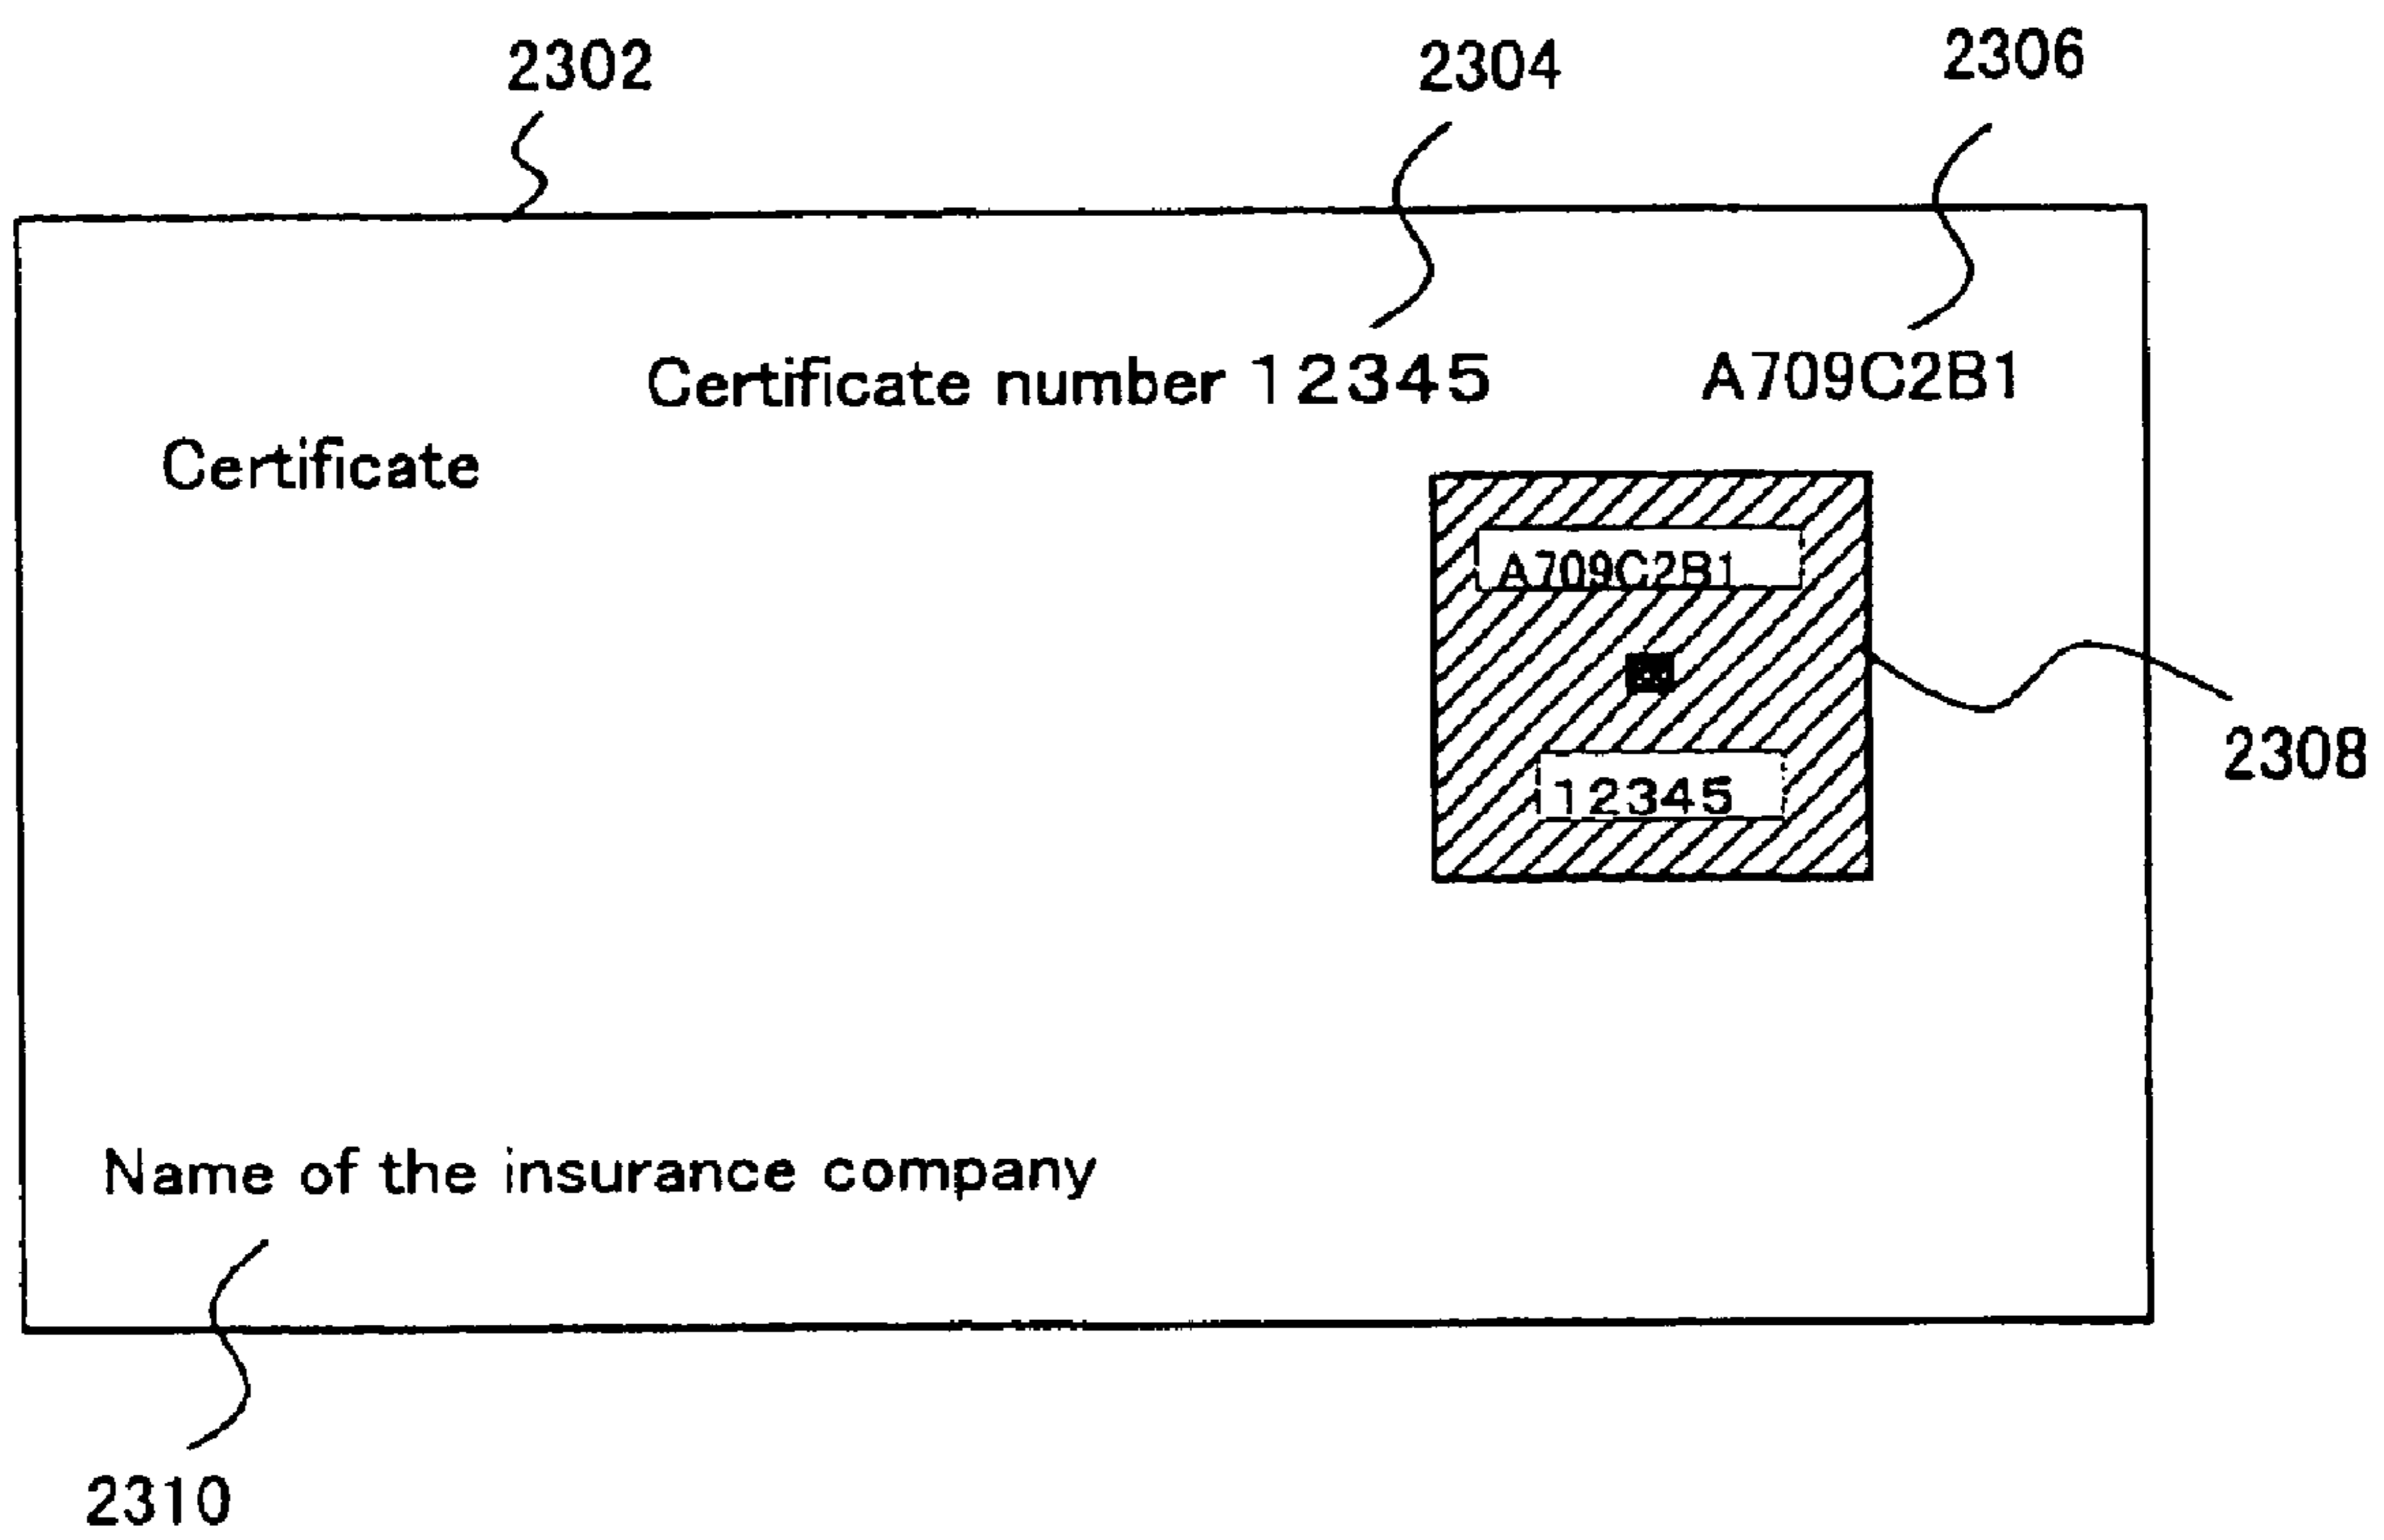 2302 2304 2306
Certificate number 12345 A709C2B1
Certificate
A709C2B1
12345
2308
Name of the insurance company
2310